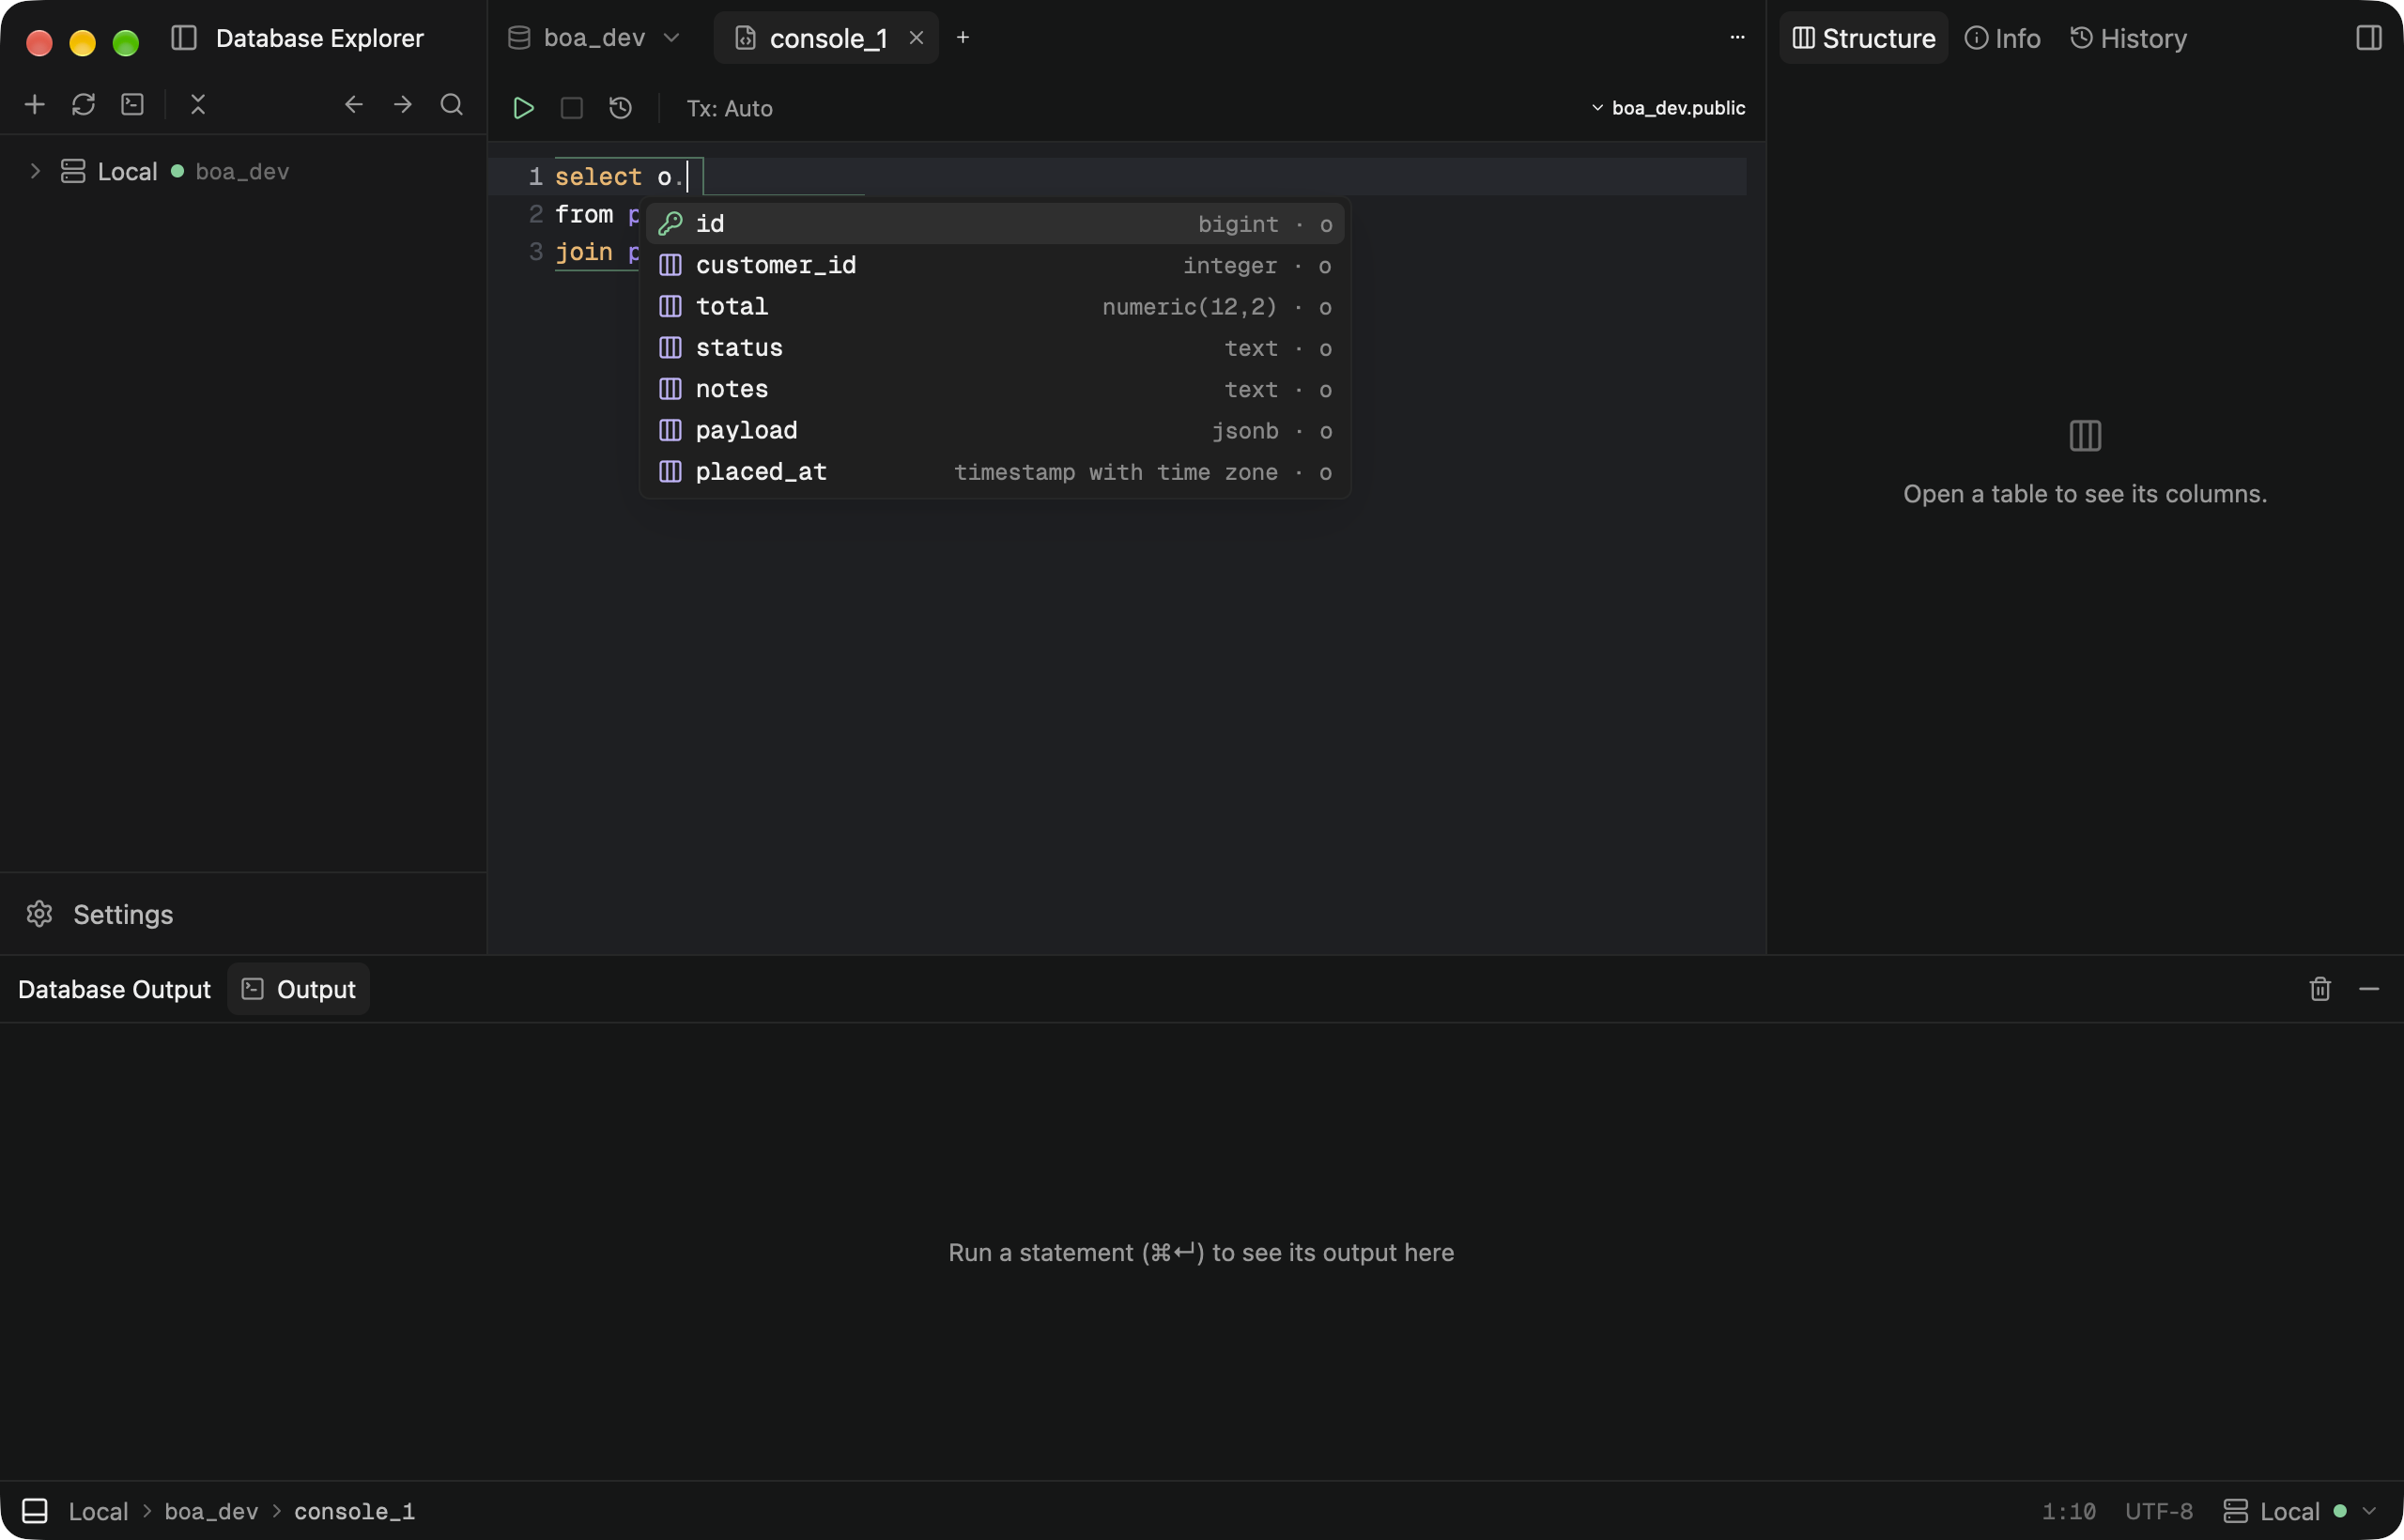 Database Explorer
boa_dev
console_1
Structure
Info
History
Tx: Auto
boa_dev.public
Local boa_dev
1 select o.
2 from p
3 join p
id bigint · o
customer_id integer · o
total numeric(12,2) · o
status text · o
notes text · o
payload jsonb · o
placed_at timestamp with time zone · o
Open a table to see its columns.
Settings
Database Output
Output
Run a statement (⌘↵) to see its output here
Local > boa_dev > console_1
1:10 UTF-8 Local